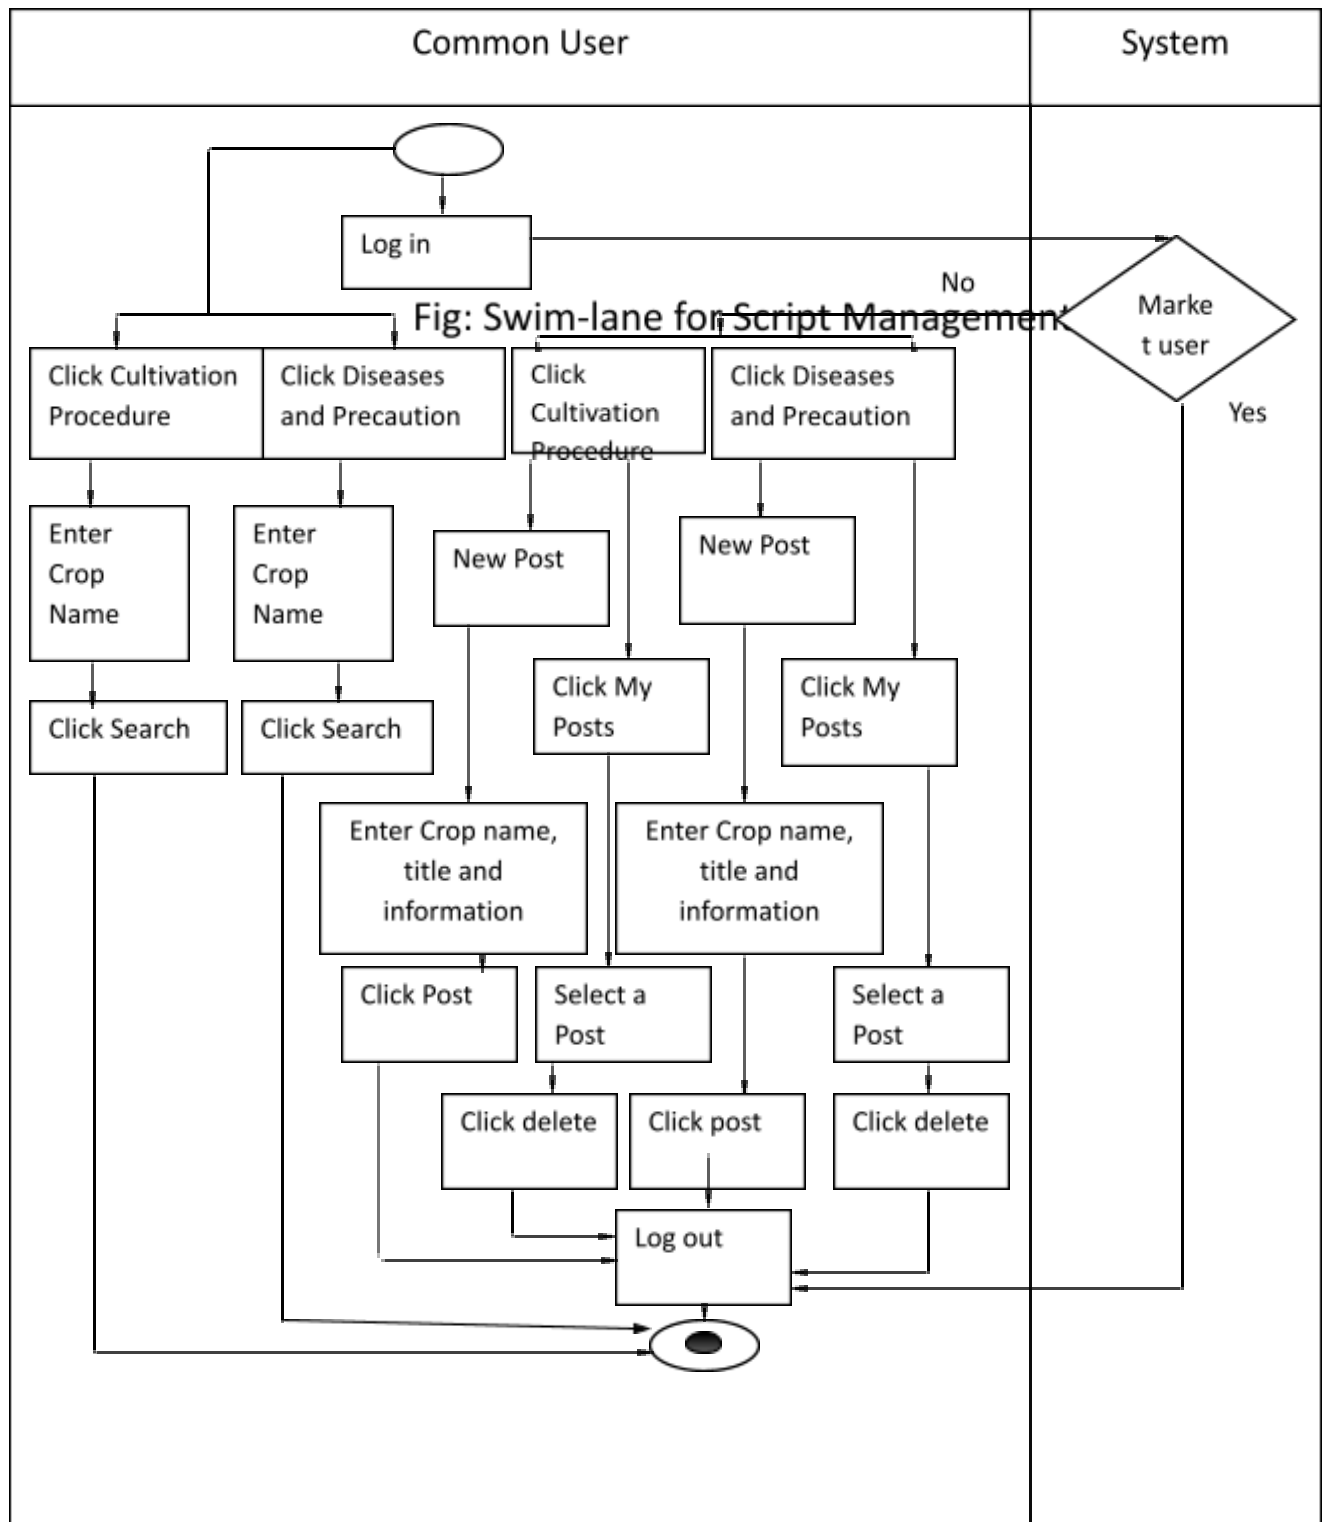 Common User
System
Log in
No
Fig: Swim-lane for Script Management
Marke
t user
Yes
Click Cultivation
Procedure
Click Diseases
and Precaution
Click
Cultivation
Procedure
Click Diseases
and Precaution
Enter
Crop
Name
Enter
Crop
Name
New Post
New Post
Click My
Posts
Click My
Posts
Click Search
Click Search
Enter Crop name,
title and
information
Enter Crop name,
title and
information
Click Post
Select a
Post
Select a
Post
Click delete
Click post
Click delete
Log out